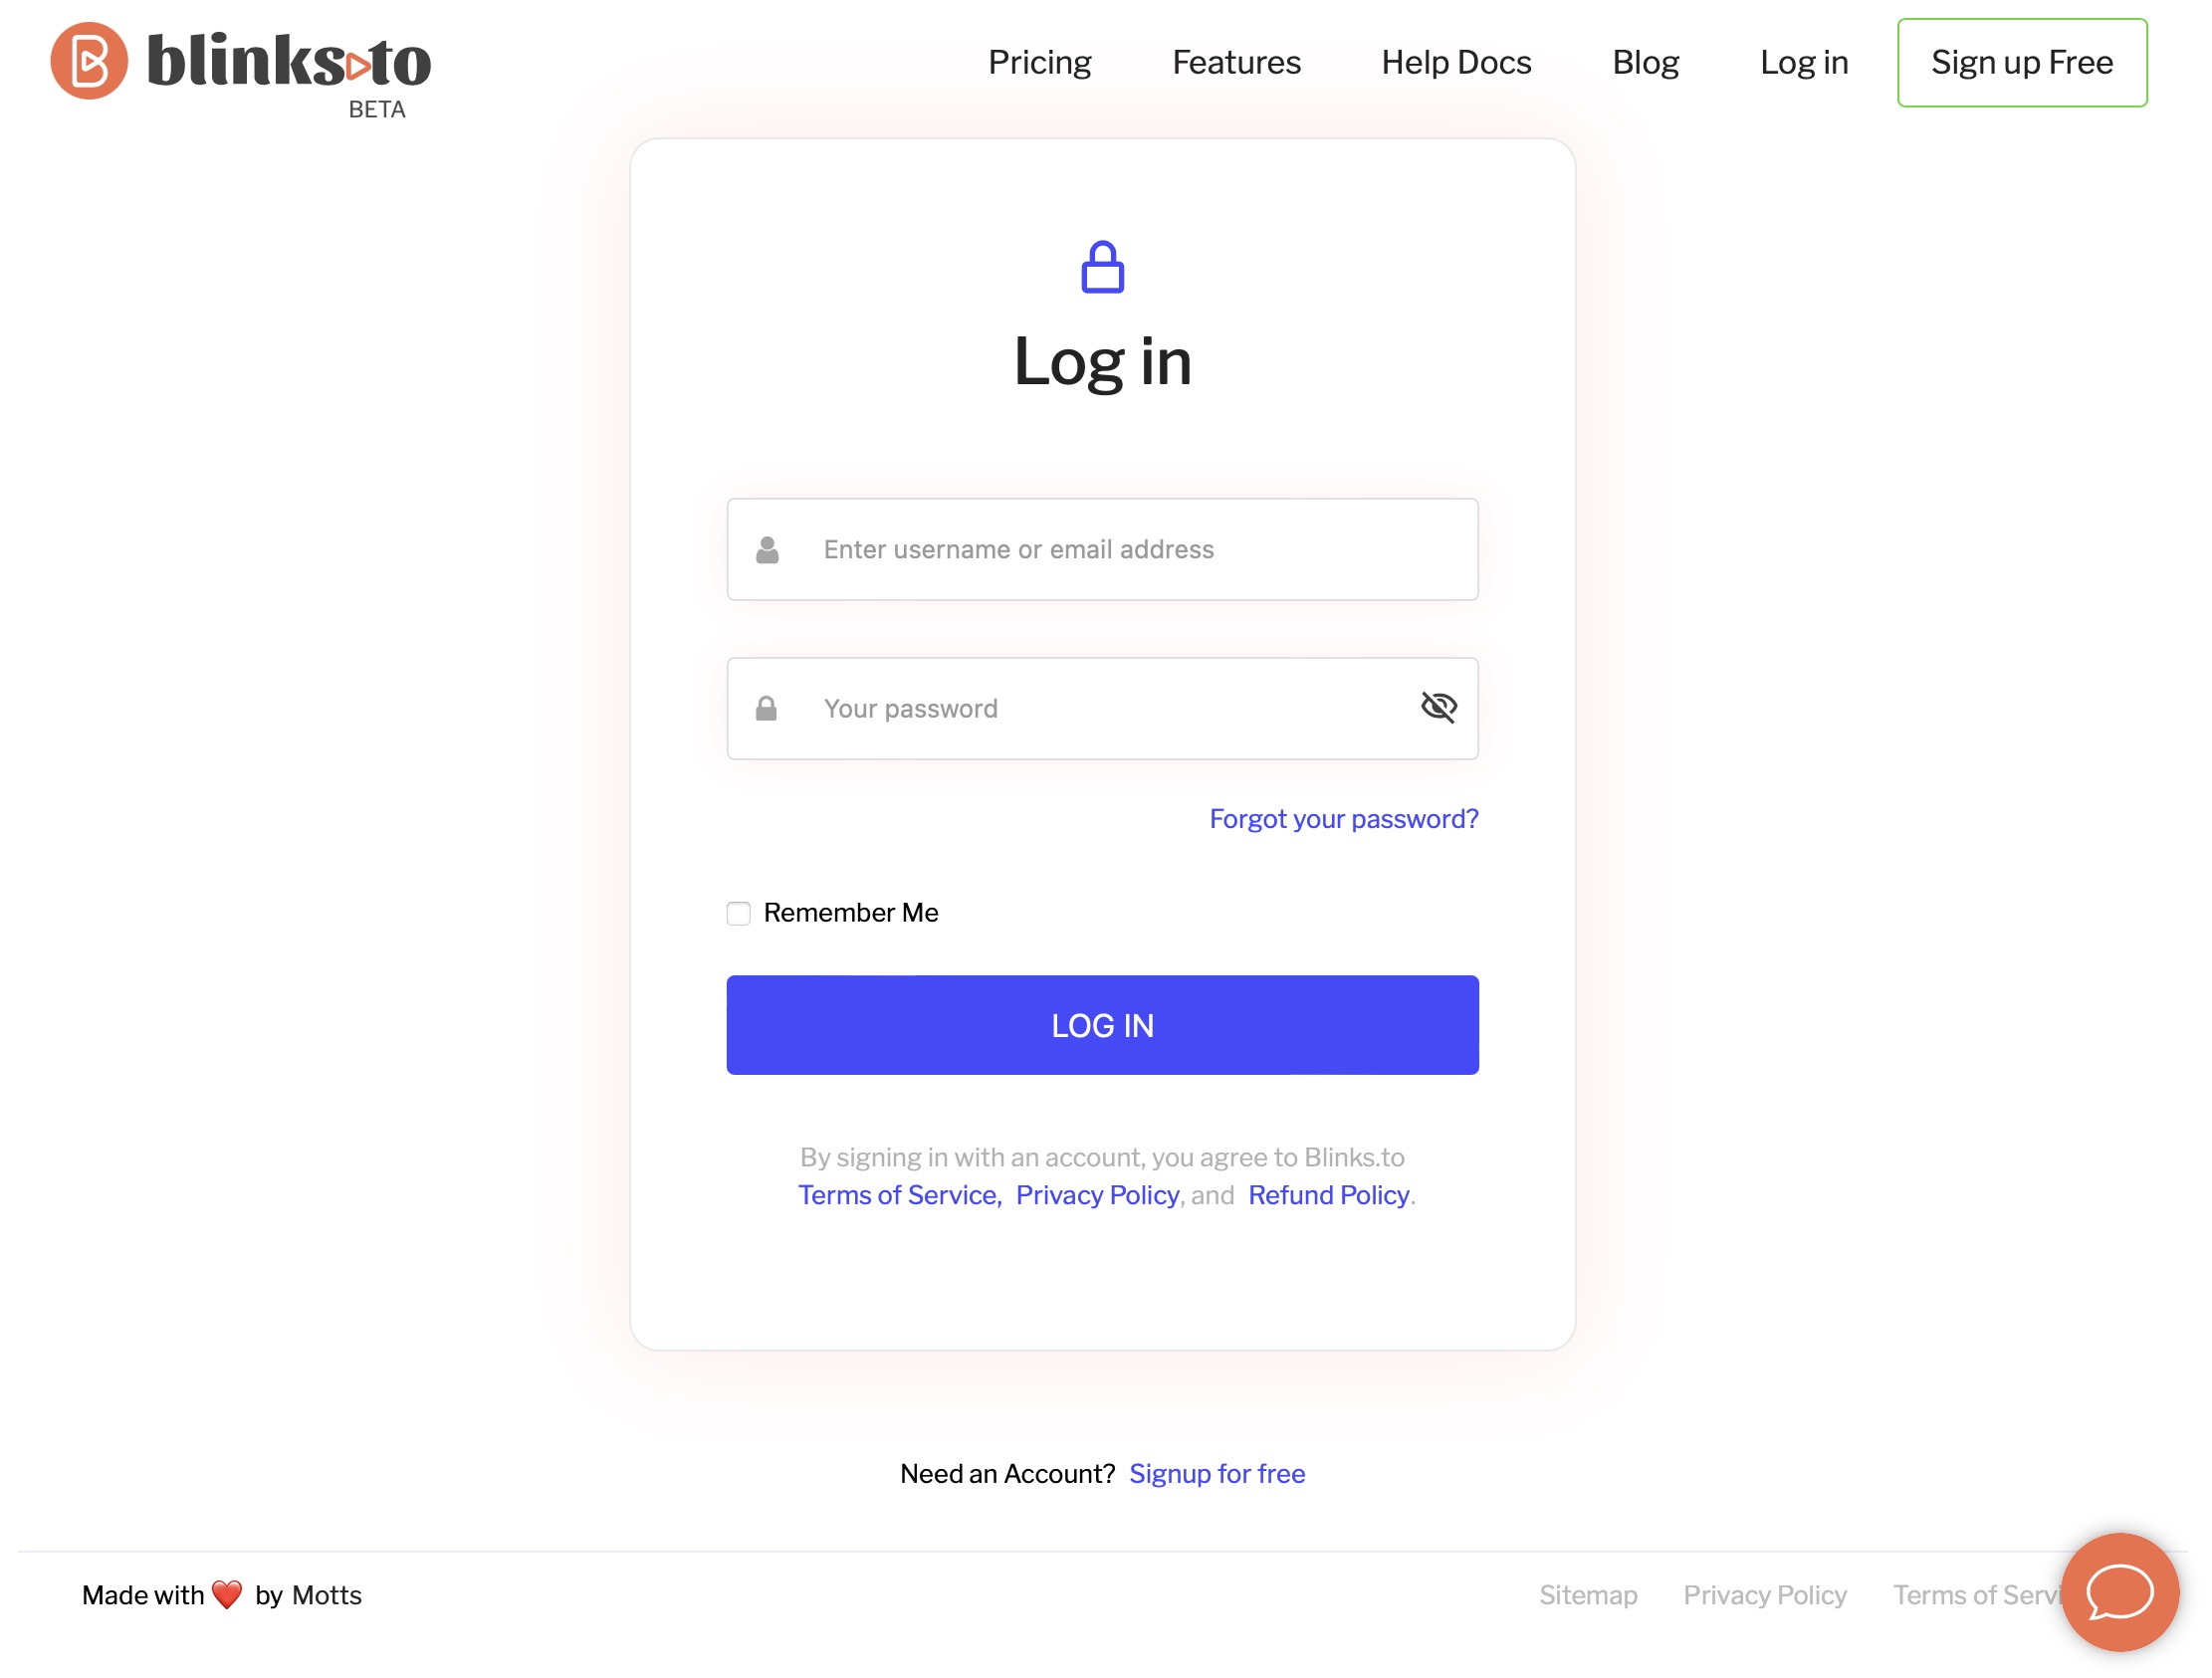 blinks.to
BETA
Pricing Features Help Docs Blog Log in Sign up Free
Log in
Enter username or email address
Your password
Forgot your password?
Remember Me
LOG IN
By signing in with an account, you agree to Blinks.to
Terms of Service, Privacy Policy, and Refund Policy.
Need an Account? Signup for free
Made with ❤️ by Motts
Sitemap Privacy Policy Terms of Servi